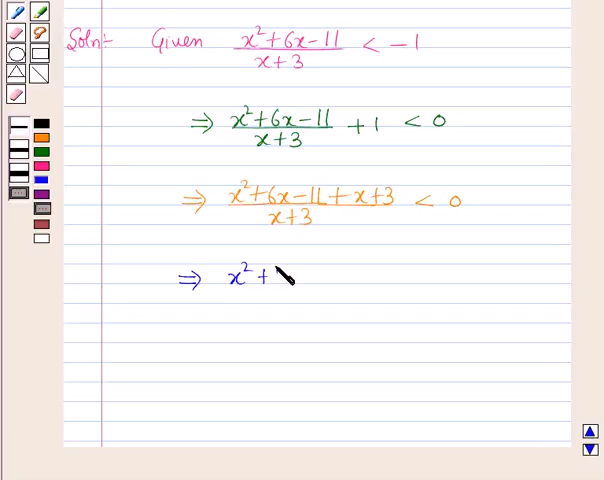 Soln:- Given (x²+6x-11)/(x+3) < -1
⇒ (x²+6x-11)/(x+3) + 1 < 0
⇒ (x²+6x-11+x+3)/(x+3) < 0
⇒ x²+